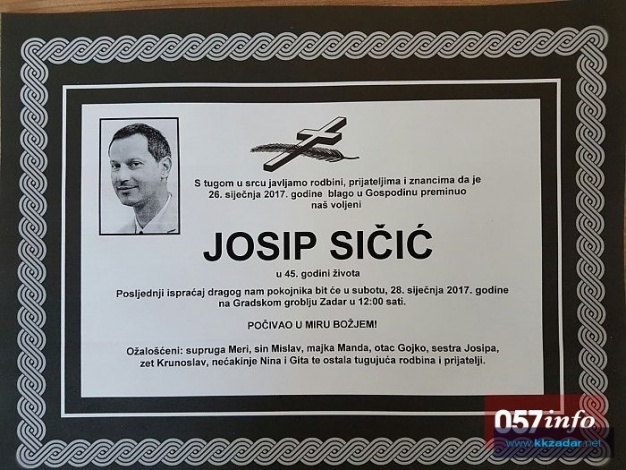 S tugom u srcu javljamo rodbini, prijateljima i znancima da je
26. siječnja 2017. godine blago u Gospodinu preminuo
naš voljeni
JOSIP SIČIĆ
u 45. godini života
Posljednji ispraćaj dragog nam pokojnika bit će u subotu, 28. siječnja 2017. godine
na Gradskom groblju Zadar u 12:00 sati.
POČIVAO U MIRU BOŽJEM!
Ožalošćeni: supruga Meri, sin Mislav, majka Manda, otac Gojko, sestra Josipa,
zet Krunoslav, nećakinje Nina i Gita te ostala tugujuća rodbina i prijatelji.
057info
www.kkzadar.net